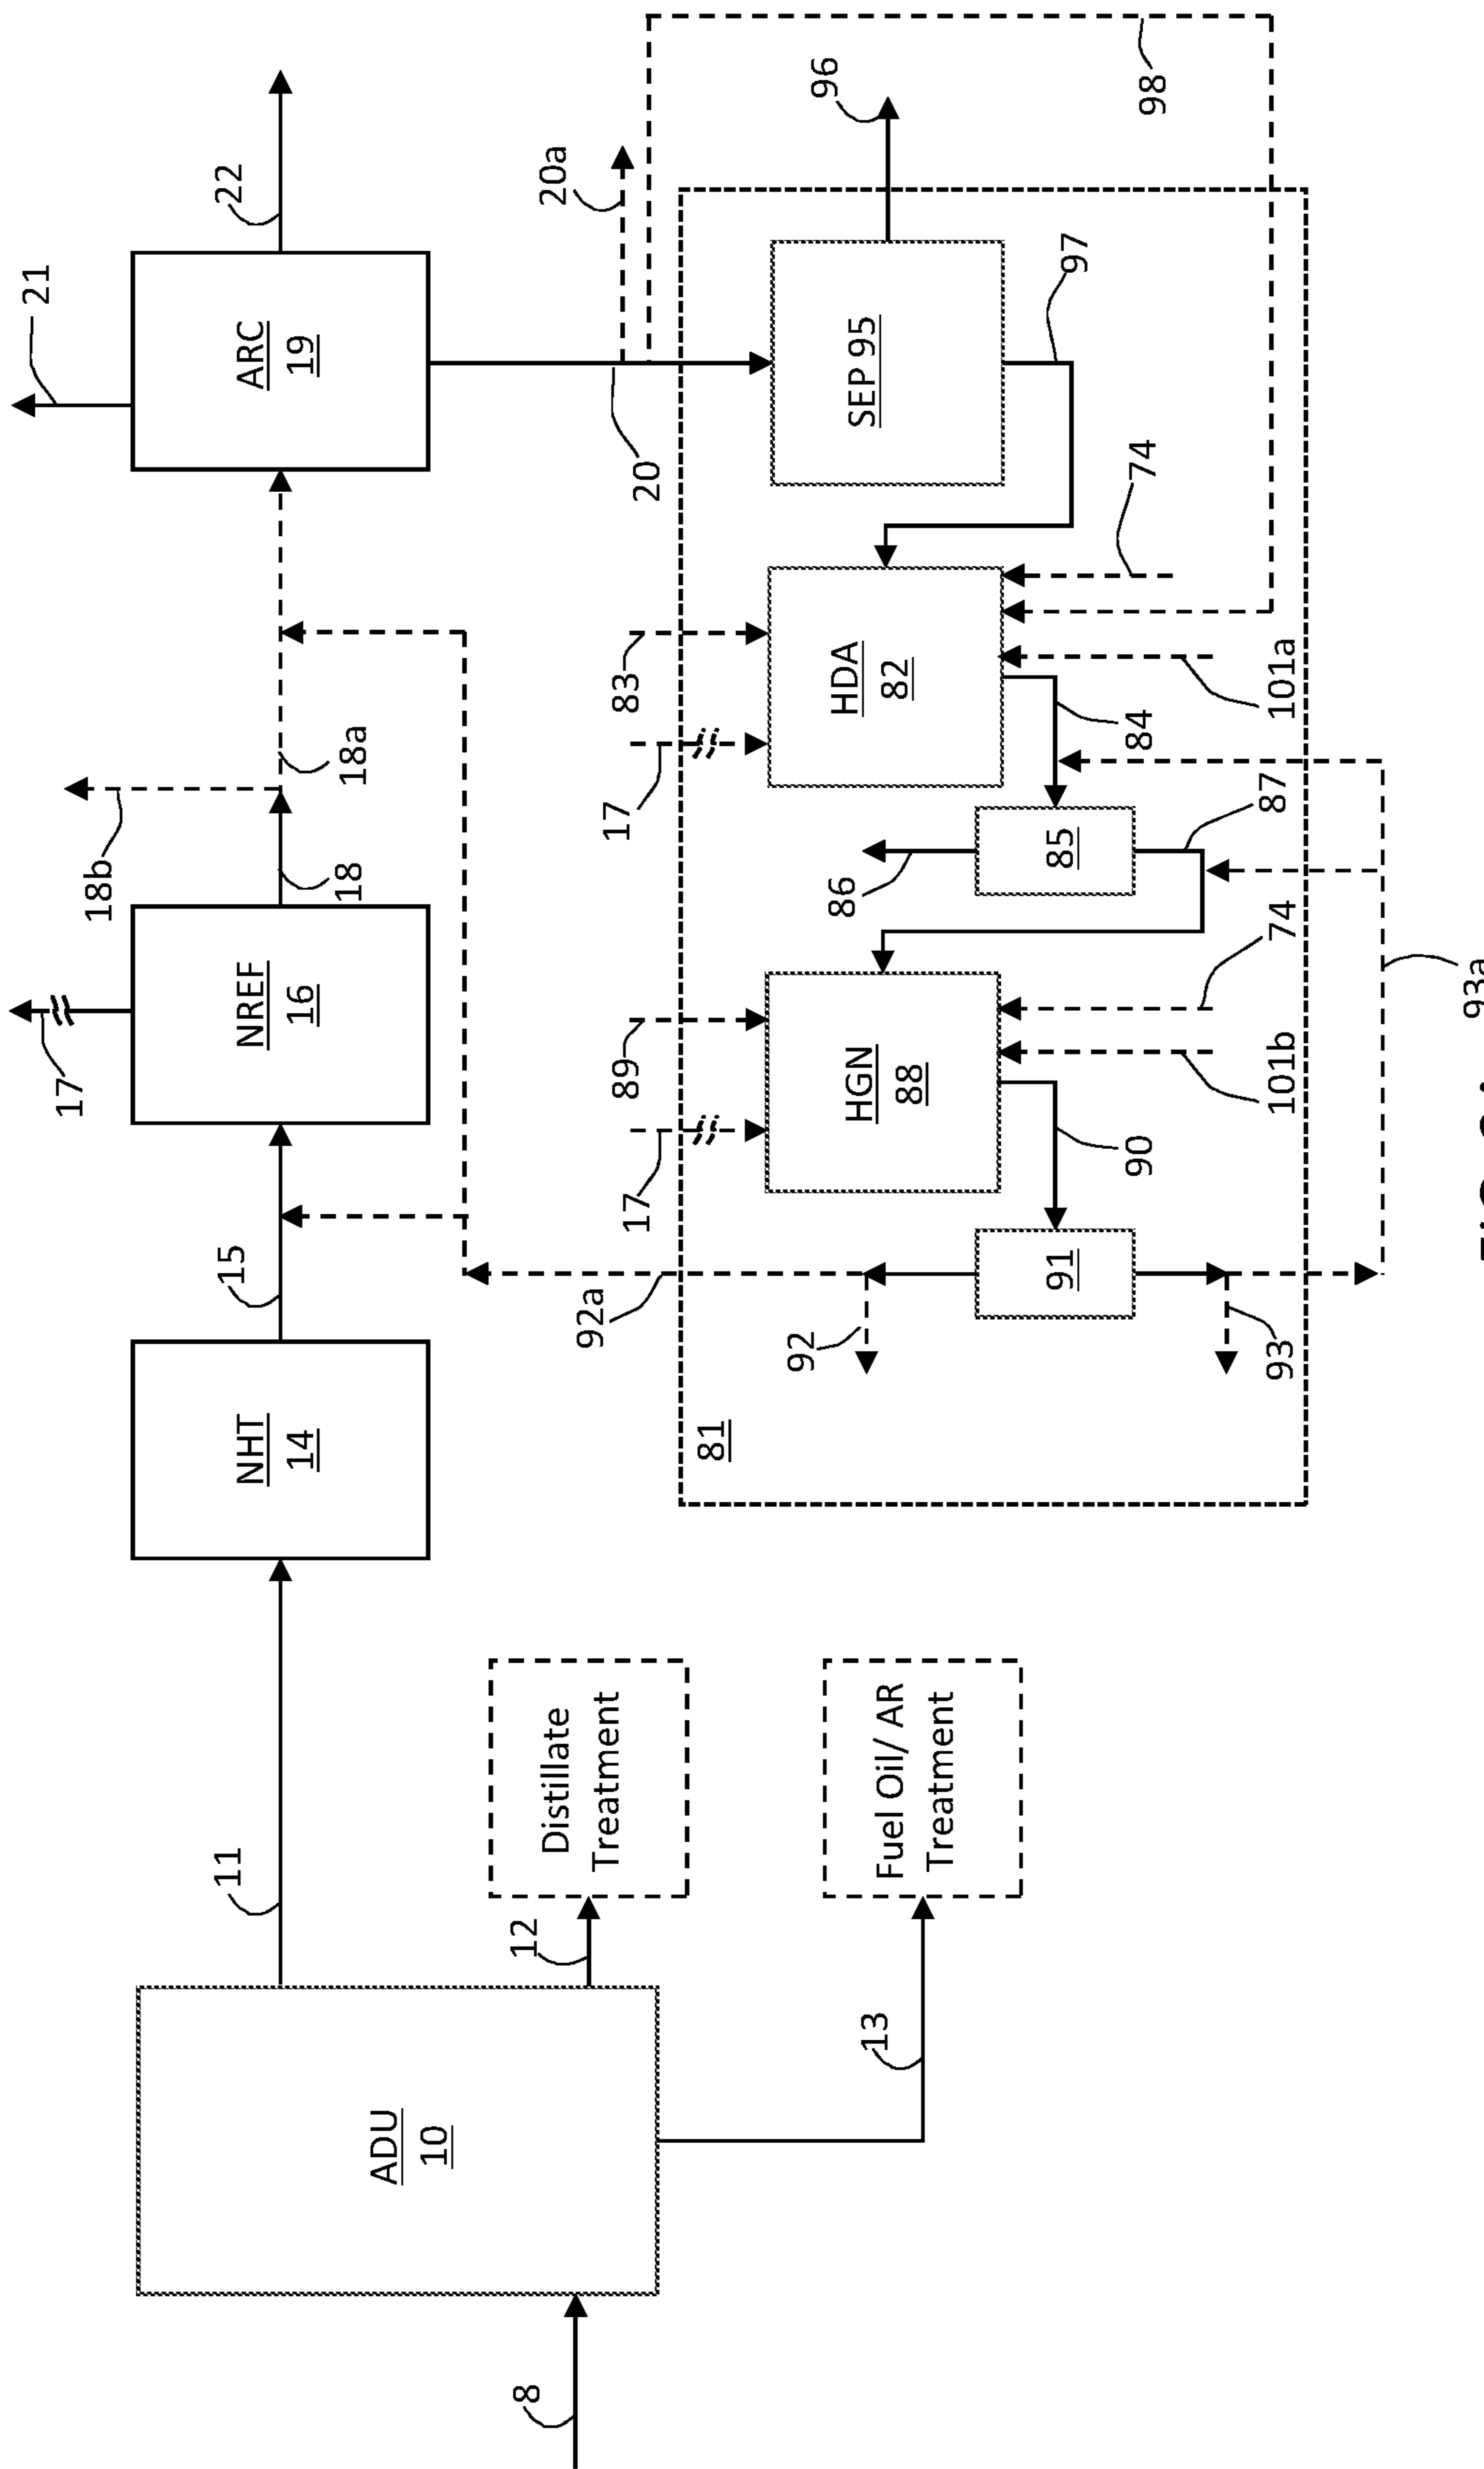 21
17
18b
22
11
15
NHT
14
NREF
16
ARC
19
18
18a
ADU
10
8
12
Distillate
Treatment
92a
17
89
17
83
20
20a
81
92
96
13
Fuel Oil/ AR
Treatment
HGN
88
86
HDA
82
SEP 95
91
85
97
90
84
74
98
93
101b
74
87
101a
93a